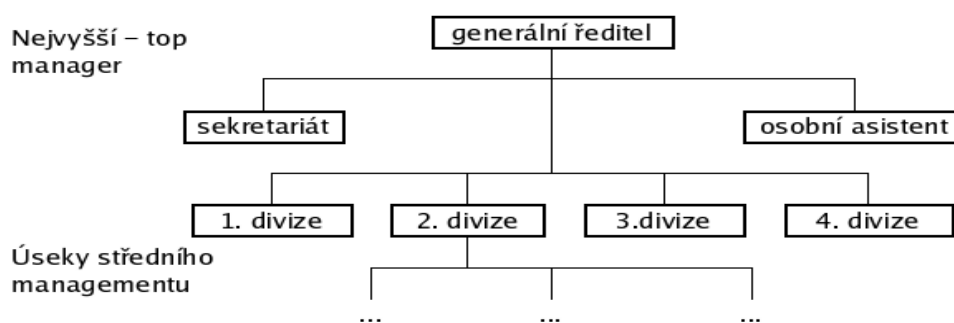 Nejvyšší – top
manager
generální ředitel
sekretariát
osobní asistent
1. divize
2. divize
3.divize
4. divize
Úseky středního
managementu
...
...
...